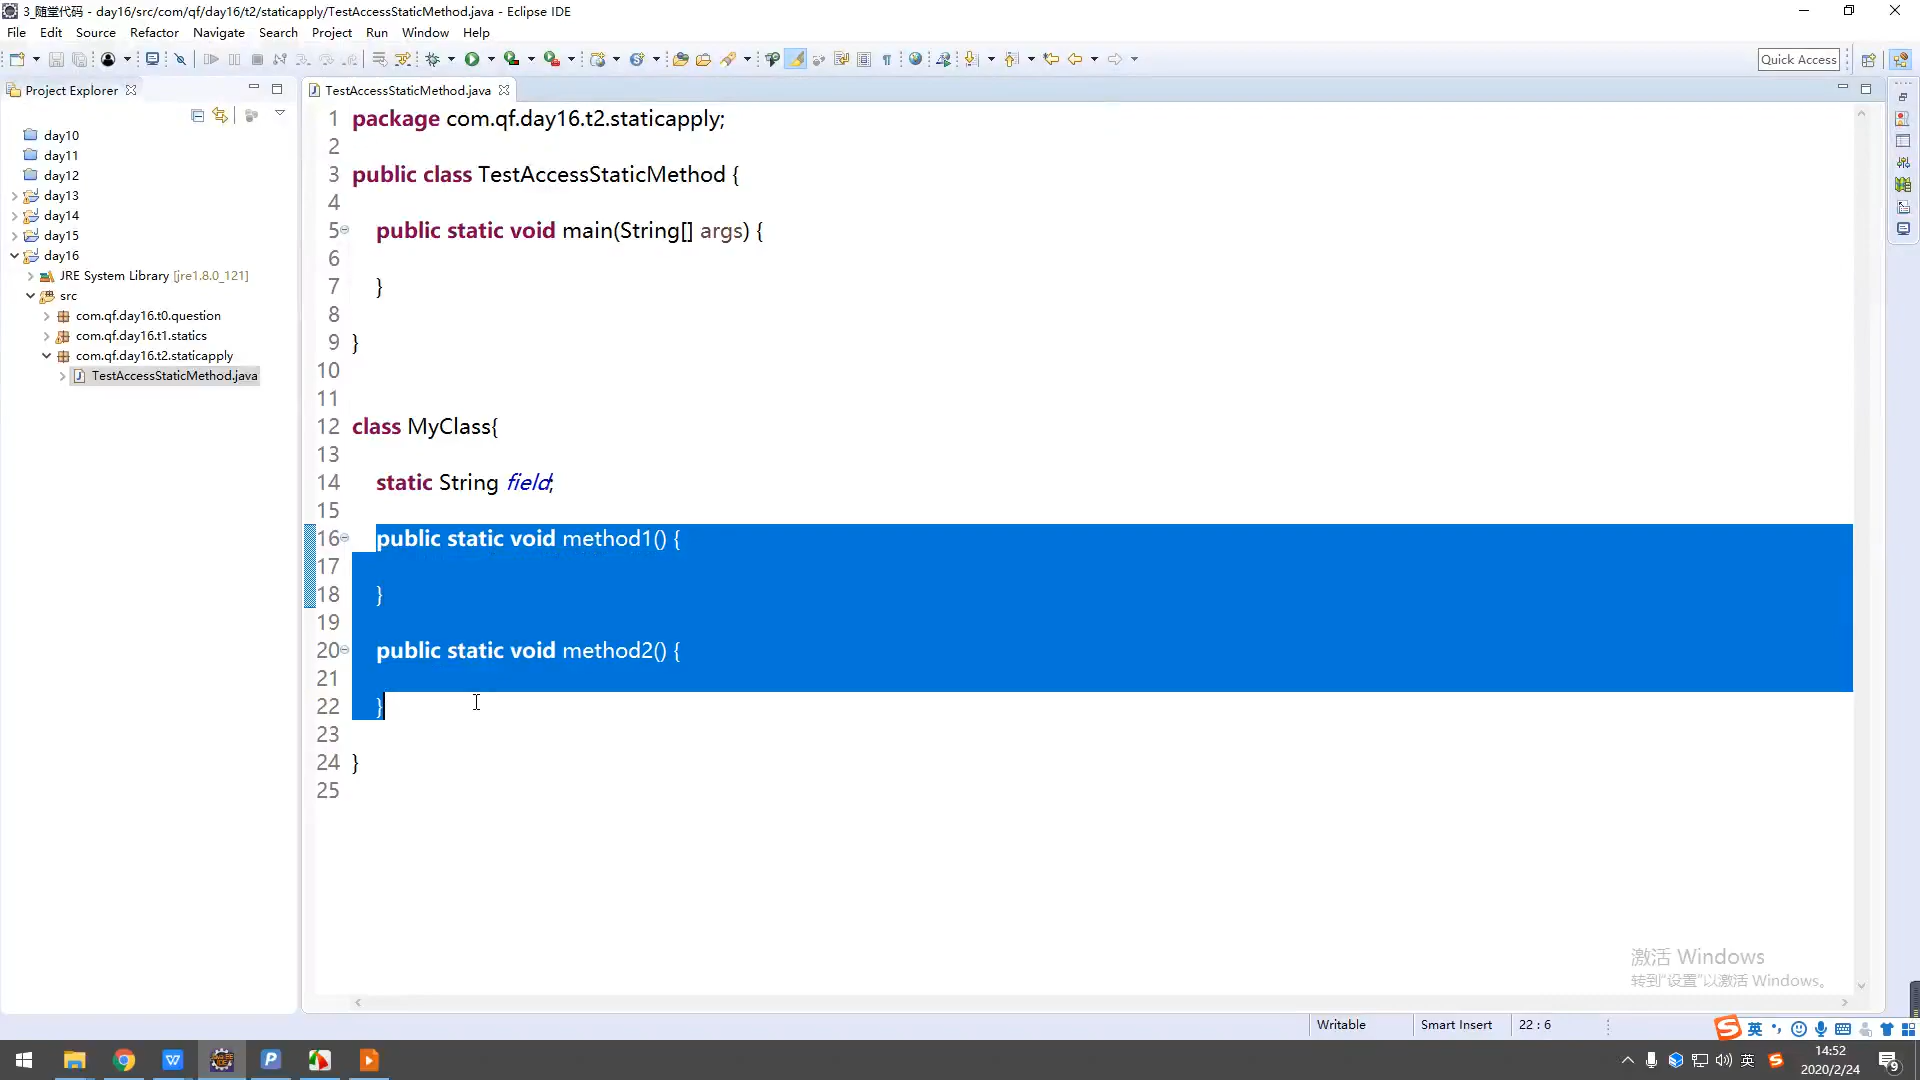 3_随堂代码 - day16/src/com/qf/day16/t2/staticapply/TestAccessStaticMethod.java - Eclipse IDE
File Edit Source Refactor Navigate Search Project Run Window Help
Quick Access
Project Explorer
TestAccessStaticMethod.java
day10
day11
day12
day13
day14
day15
day16
JRE System Library [jre1.8.0_121]
src
com.qf.day16.t0.question
com.qf.day16.t1.statics
com.qf.day16.t2.staticapply
TestAccessStaticMethod.java
1 package com.qf.day16.t2.staticapply;
2
3 public class TestAccessStaticMethod {
4
5 public static void main(String[] args) {
6
7 }
8
9 }
10
11
12 class MyClass{
13
14 static String field;
15
16 public static void method1() {
17
18 }
19
20 public static void method2() {
21
22 }
23
24 }
25
激活 Windows
转到"设置"以激活 Windows。
Writable Smart Insert 22 : 6
英
英
14:52
2020/2/24
9